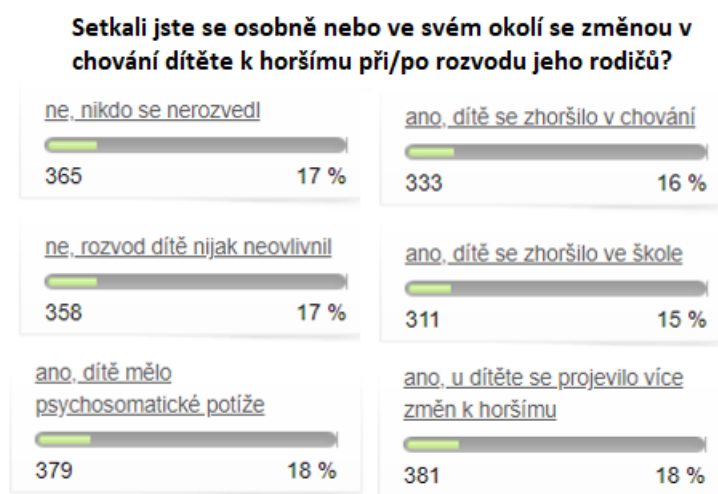 Setkali jste se osobně nebo ve svém okolí se změnou v
chování dítěte k horšímu při/po rozvodu jeho rodičů?
ne, nikdo se nerozvedl
365 17 %
ano, dítě se zhoršilo v chování
333 16 %
ne, rozvod dítě nijak neovlivnil
358 17 %
ano, dítě se zhoršilo ve škole
311 15 %
ano, dítě mělo
psychosomatické potíže
379 18 %
ano, u dítěte se projevilo více
změn k horšímu
381 18 %